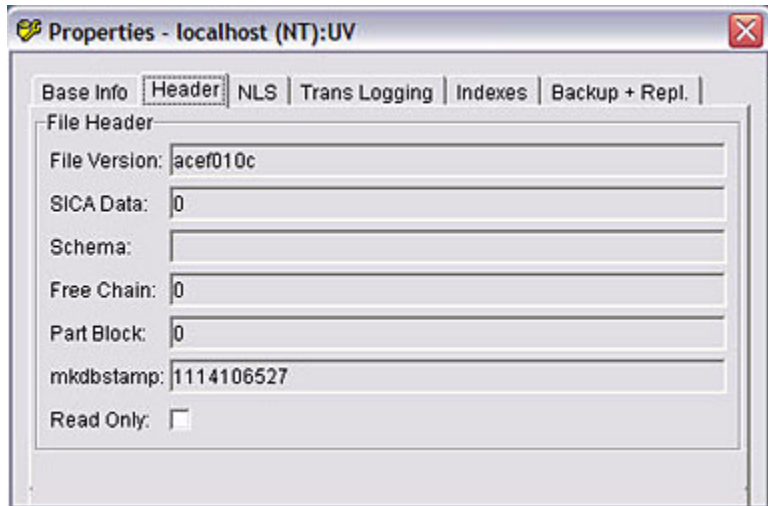 Properties - localhost (NT):UV
Base Info Header NLS Trans Logging Indexes Backup + Repl.
File Header
File Version: acef010c
SICA Data: 0
Schema:
Free Chain: 0
Part Block: 0
mkdbstamp: 1114106527
Read Only: